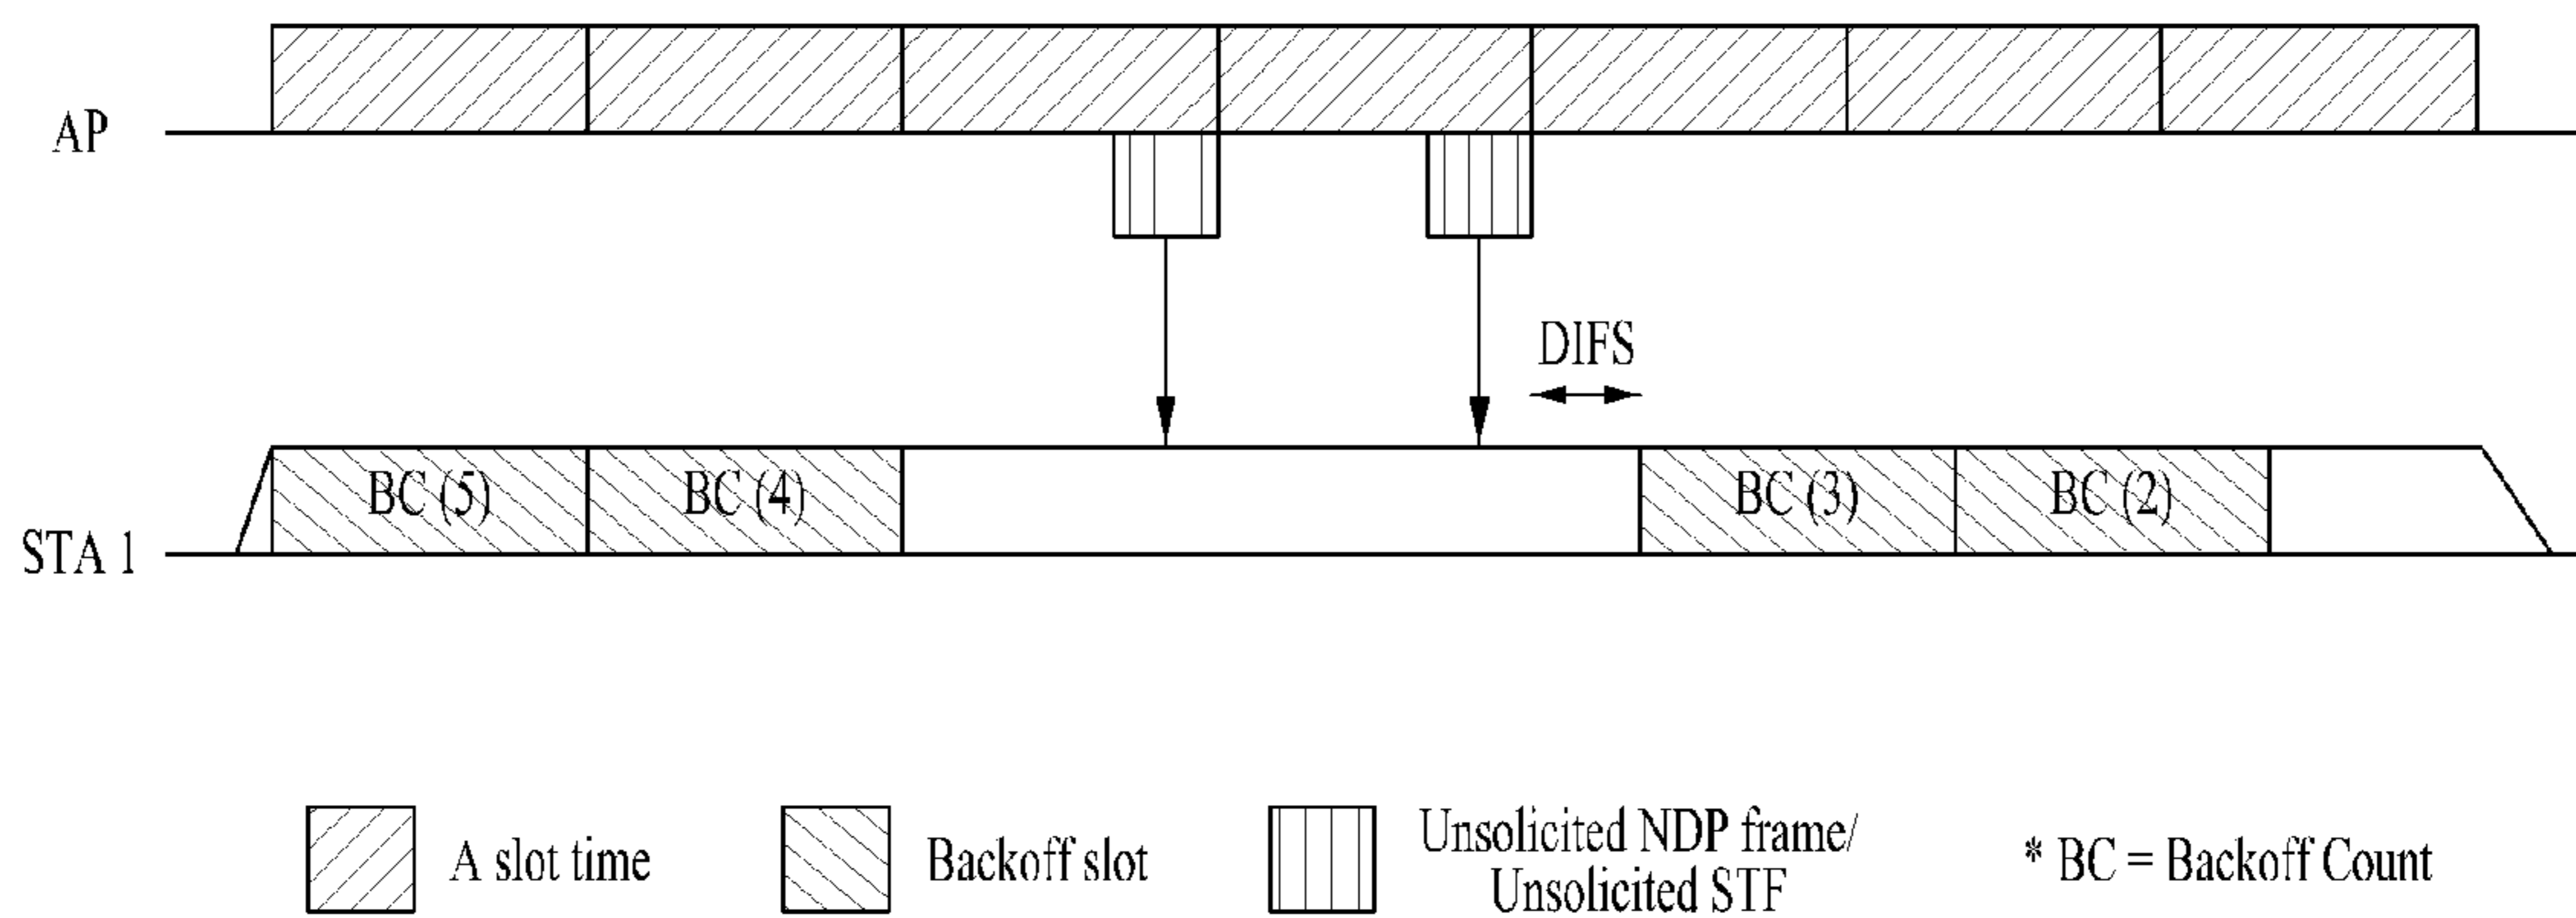 AP
DIFS
BC (5)
BC (4)
BC (3)
BC (2)
STA 1
A slot time
Backoff slot
Unsolicited NDP frame/
Unsolicited STF
* BC = Backoff Count